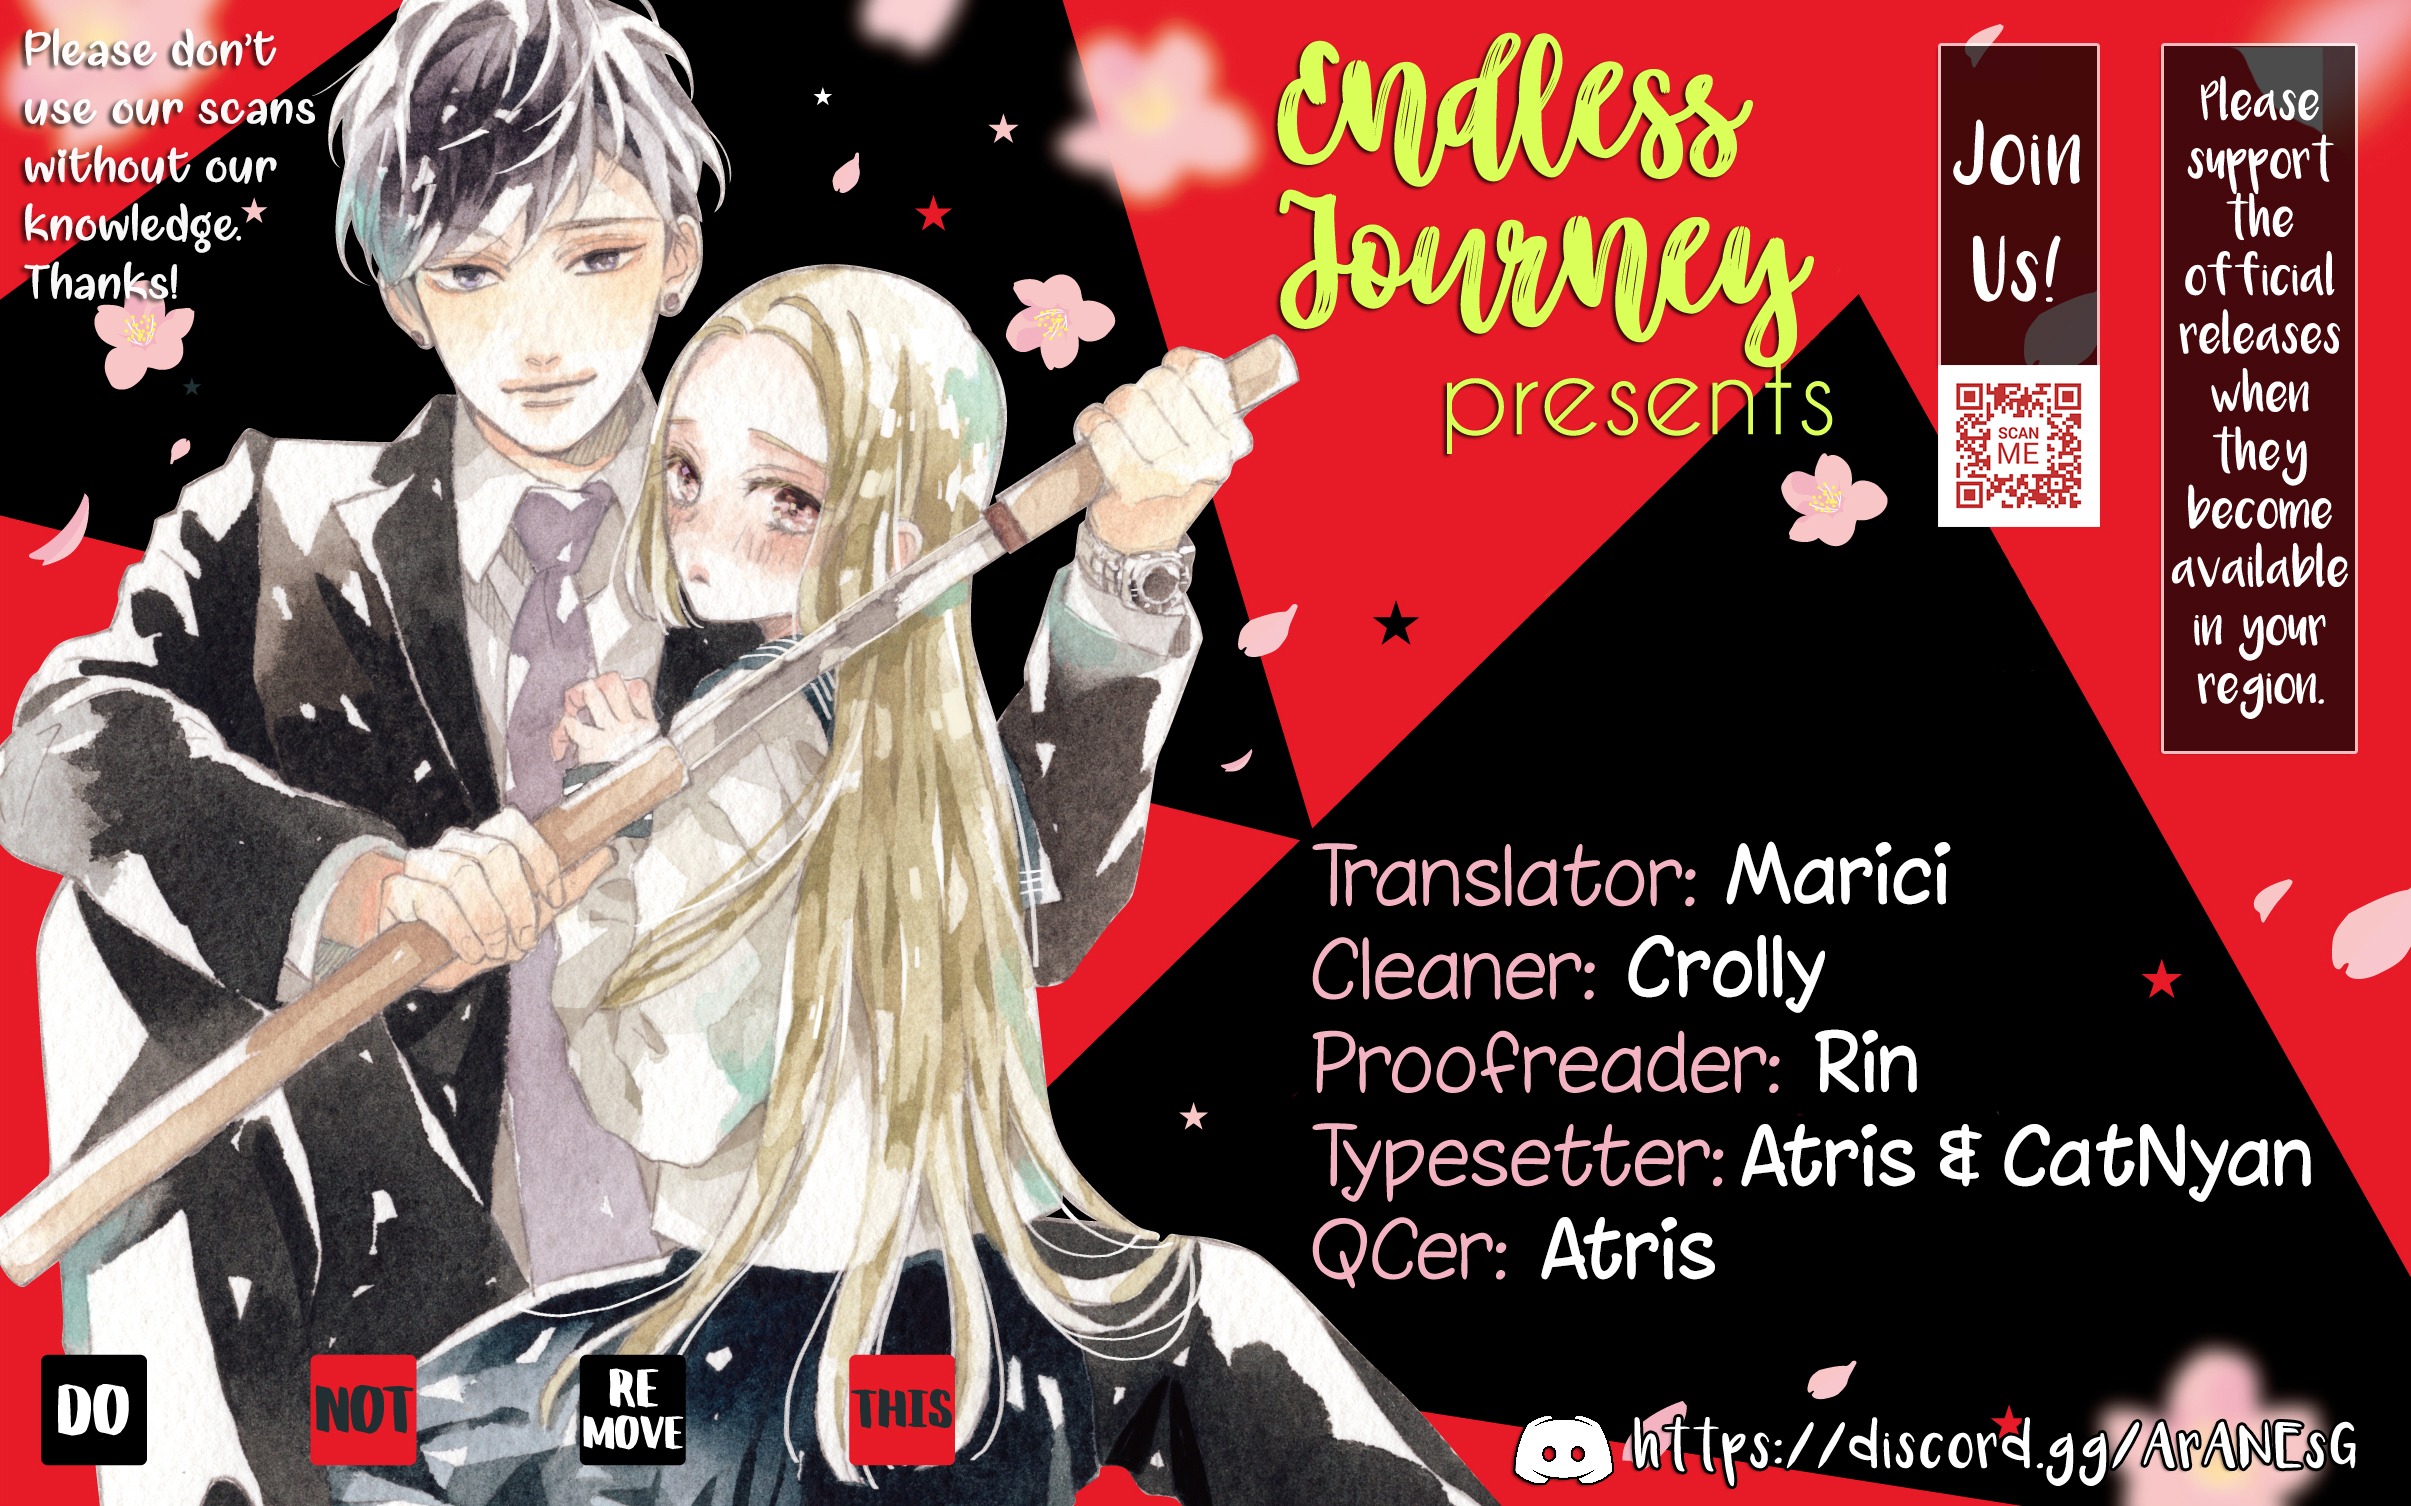 Please don't
use our scans
without our
knowledge.
Thanks!
Endless
Journey
presents
Join
Us!
SCAN
ME
Please
support
the
official
releases
when
they
become
available
in your
region.
Translator: Marici
Cleaner: Crolly
Proofreader: Rin
Typesetter: Atris & CatNyan
QCer: Atris
DO
NOT
RE
MOVE
THIS
https://discord.gg/ArANEsG